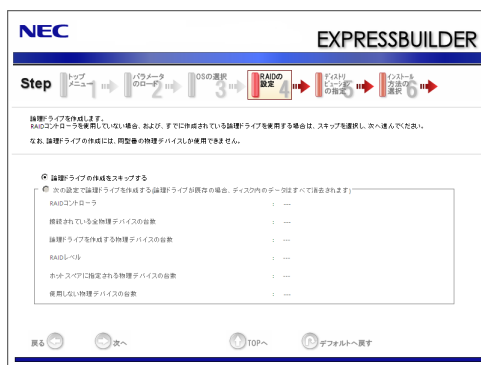 NEC
EXPRESSBUILDER
Step
トップメニュー 1
パラメータのロード 2
OSの選択 3
RAIDの設定 4
ディストリビューションの指定 5
インストール方法の選択 6
論理ドライブを作成します。
RAIDコントローラを使用していない場合、および、すでに作成されている論理ドライブを使用する場合は、スキップを選択し、次へ進んでください。
なお、論理ドライブの作成には、同型番の物理デバイスしか使用できません。
論理ドライブの作成をスキップする
次の設定で論理ドライブを作成する(論理ドライブが既存の場合、ディスク内のデータはすべて消去されます)
RAIDコントローラ : ---
接続されている全物理デバイスの台数 : ---
論理ドライブを作成する物理デバイスの台数 : ---
RAIDレベル : ---
ホットスペアに指定される物理デバイスの台数 : ---
使用しない物理デバイスの台数 : ---
戻る 次へ TOPへ デフォルトへ戻す